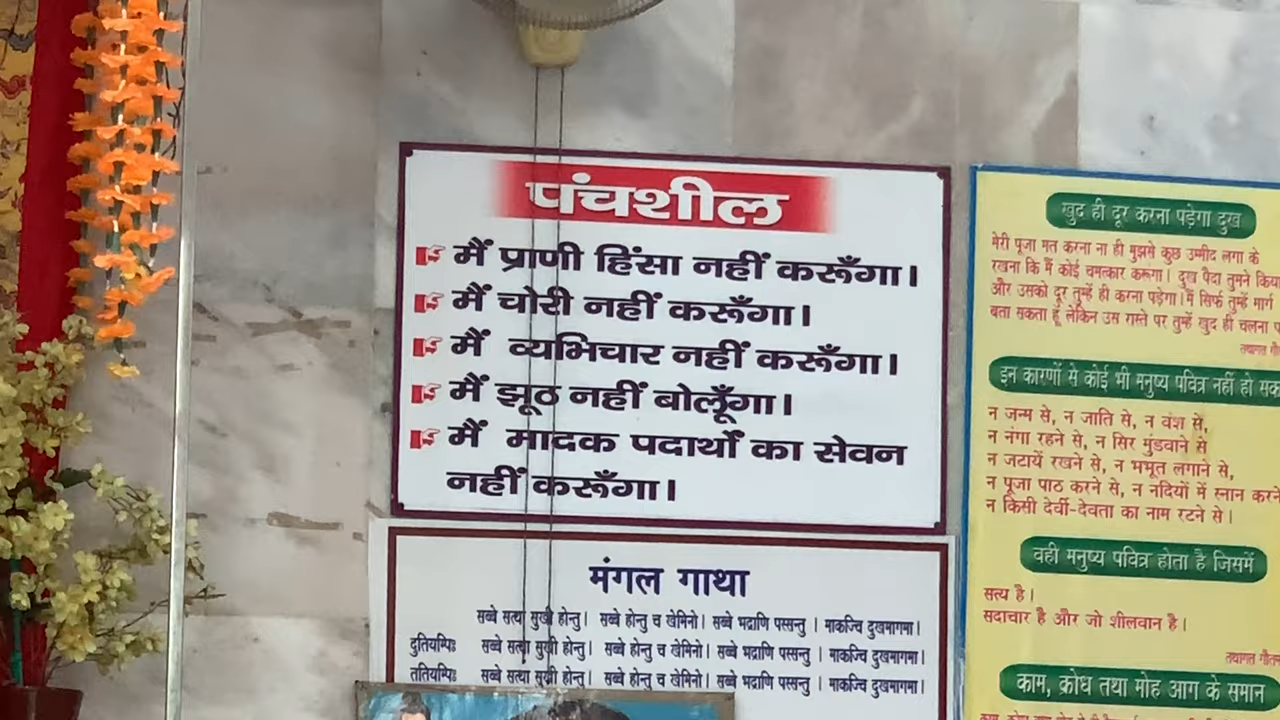 पंचशील
मैं प्राणी हिंसा नहीं करूँगा।
मैं चोरी नहीं करूँगा।
मैं व्यभिचार नहीं करूँगा।
मैं झूठ नहीं बोलूँगा।
मैं मादक पदार्थों का सेवन
नहीं करूँगा।
मंगल गाथा
सब्बे सत्था सुखी होन्तु। सब्बे होन्तु च खेमिनो। सब्बे भद्राणि पस्सन्तु । माकञ्चि दुखमागमा।
दुतियम्पिः सब्बे सत्था सुखी होन्तु। सब्बे होन्तु च खेमिनो। सब्बे भद्राणि पस्सन्तु । माकञ्चि दुखमागमा।
ततियम्पिः सब्बे सत्था सुखी होन्तु। सब्बे होन्तु च खेमिनो। सब्बे भद्राणि पस्सन्तु । माकञ्चि दुखमागमा।
खुद ही दूर करना पड़ेगा दुख
मेरी पूजा मत करना ना ही मुझसे कुछ उम्मीद लगा के
रखना कि मैं कोई चमत्कार करूगा। दुख पैदा तुमने किया
और उसको दूर तुम्हें ही करना पड़ेगा। मैं सिर्फ तुम्हें मार्ग
बता सकता हूँ लेकिन उस रास्ते पर तुम्हें खुद ही चलना
तथागत
इन कारणों से कोई भी मनुष्य पवित्र नहीं हो
न जन्म से, न जाति से, न वंश से,
न नंगा रहने से, न सिर मुंडवाने से
न जटायें रखने से, न भभूत लगाने से,
न पूजा पाठ करने से, न नदियों में स्नान करने
न किसी देवी-देवता का नाम रटने से।
वही मनुष्य पवित्र होता है जिसमें
सत्य है।
सदाचार है और जो शीलवान है।
तथागत
काम, क्रोध तथा मोह आग के समान